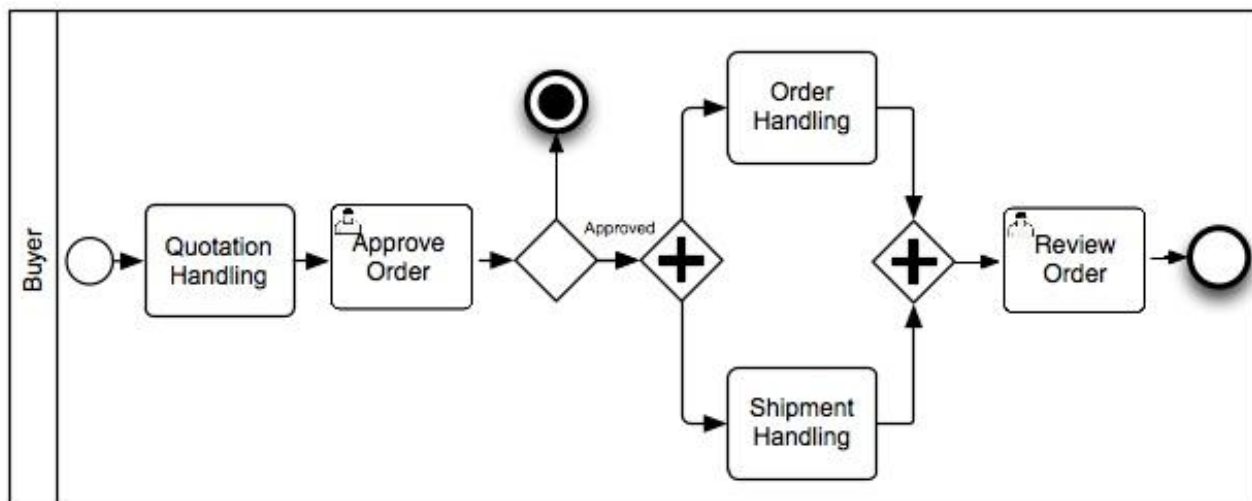 Buyer
Quotation
Handling
Approve
Order
Approved
Order
Handling
Shipment
Handling
Review
Order